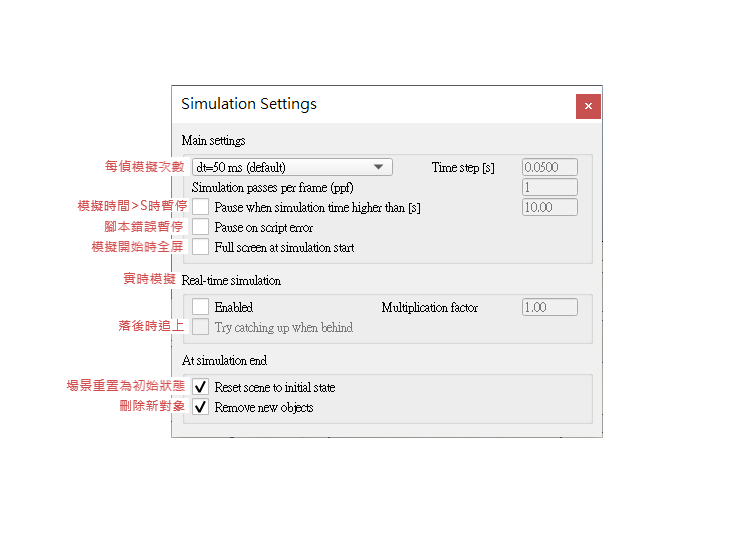 Simulation Settings
Main settings
每偵模擬次數 dt=50 ms (default) Time step [s] 0.0500
Simulation passes per frame (ppf) 1
模擬時間>S時暫停 Pause when simulation time higher than [s] 10.00
腳本錯誤暫停 Pause on script error
模擬開始時全屏 Full screen at simulation start
實時模擬 Real-time simulation
Enabled Multiplication factor 1.00
落後時追上 Try catching up when behind
At simulation end
場景重置為初始狀態 Reset scene to initial state
刪除新對象 Remove new objects